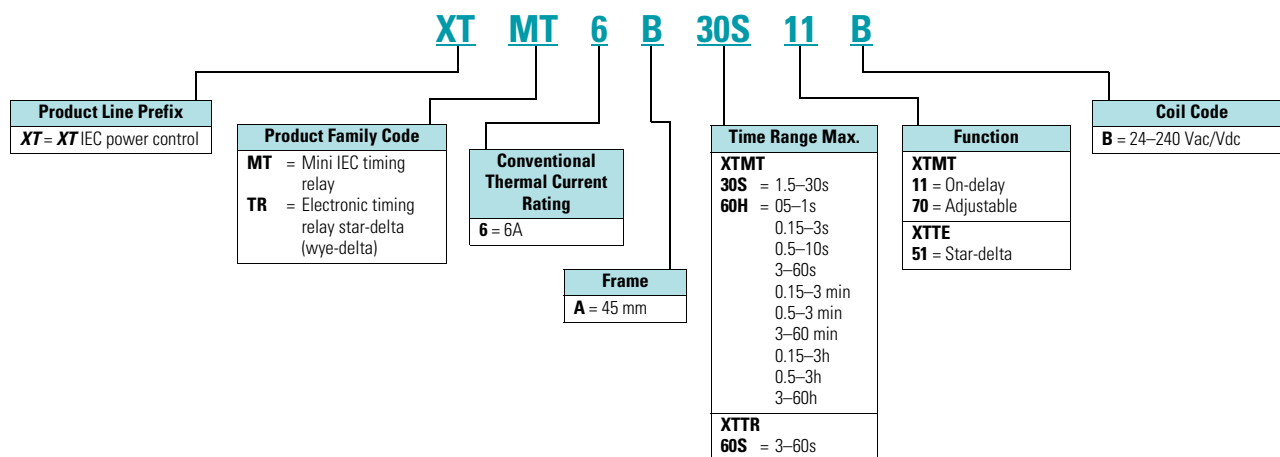 XT MT 6 B 30S 11 B
Product Line Prefix
XT = XT IEC power control
Product Family Code
MT = Mini IEC timing
relay
TR = Electronic timing
relay star-delta
(wye-delta)
Conventional
Thermal Current
Rating
6 = 6A
Frame
A = 45 mm
Time Range Max.
XTMT
30S = 1.5–30s
60H = 05–1s
0.15–3s
0.5–10s
3–60s
0.15–3 min
0.5–3 min
3–60 min
0.15–3h
0.5–3h
3–60h
XTTR
60S = 3–60s
Function
XTMT
11 = On-delay
70 = Adjustable
XTTE
51 = Star-delta
Coil Code
B = 24–240 Vac/Vdc